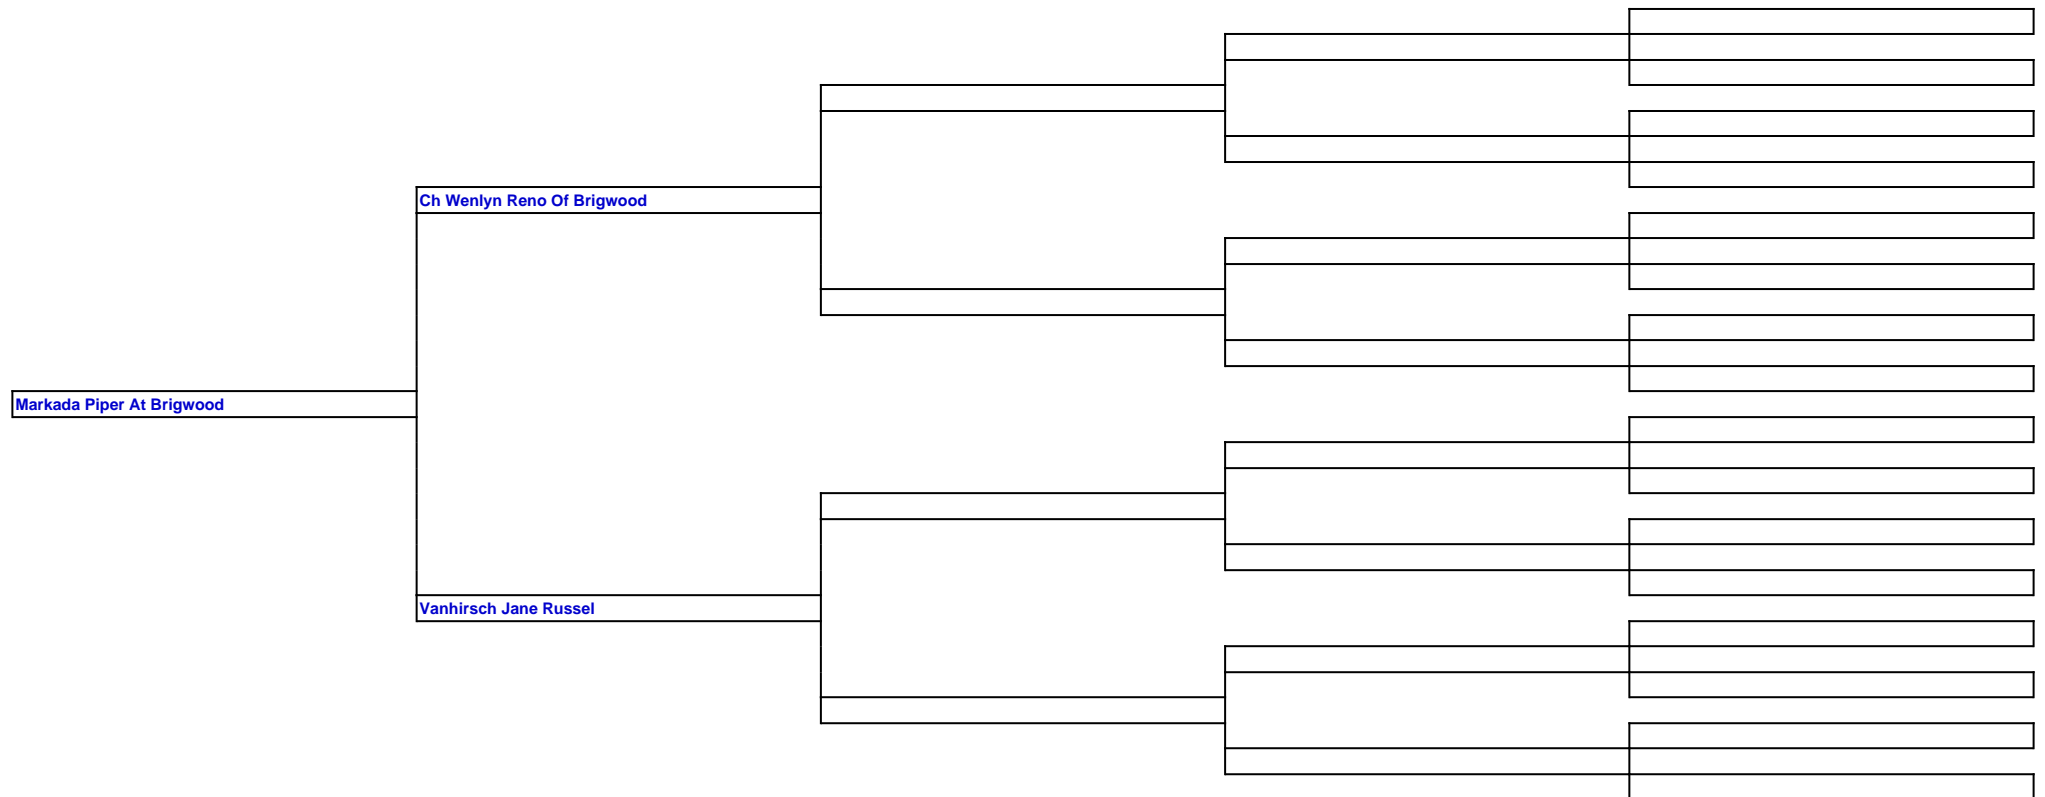 Ch Wenlyn Reno Of Brigwood
Markada Piper At Brigwood
Vanhirsch Jane Russel